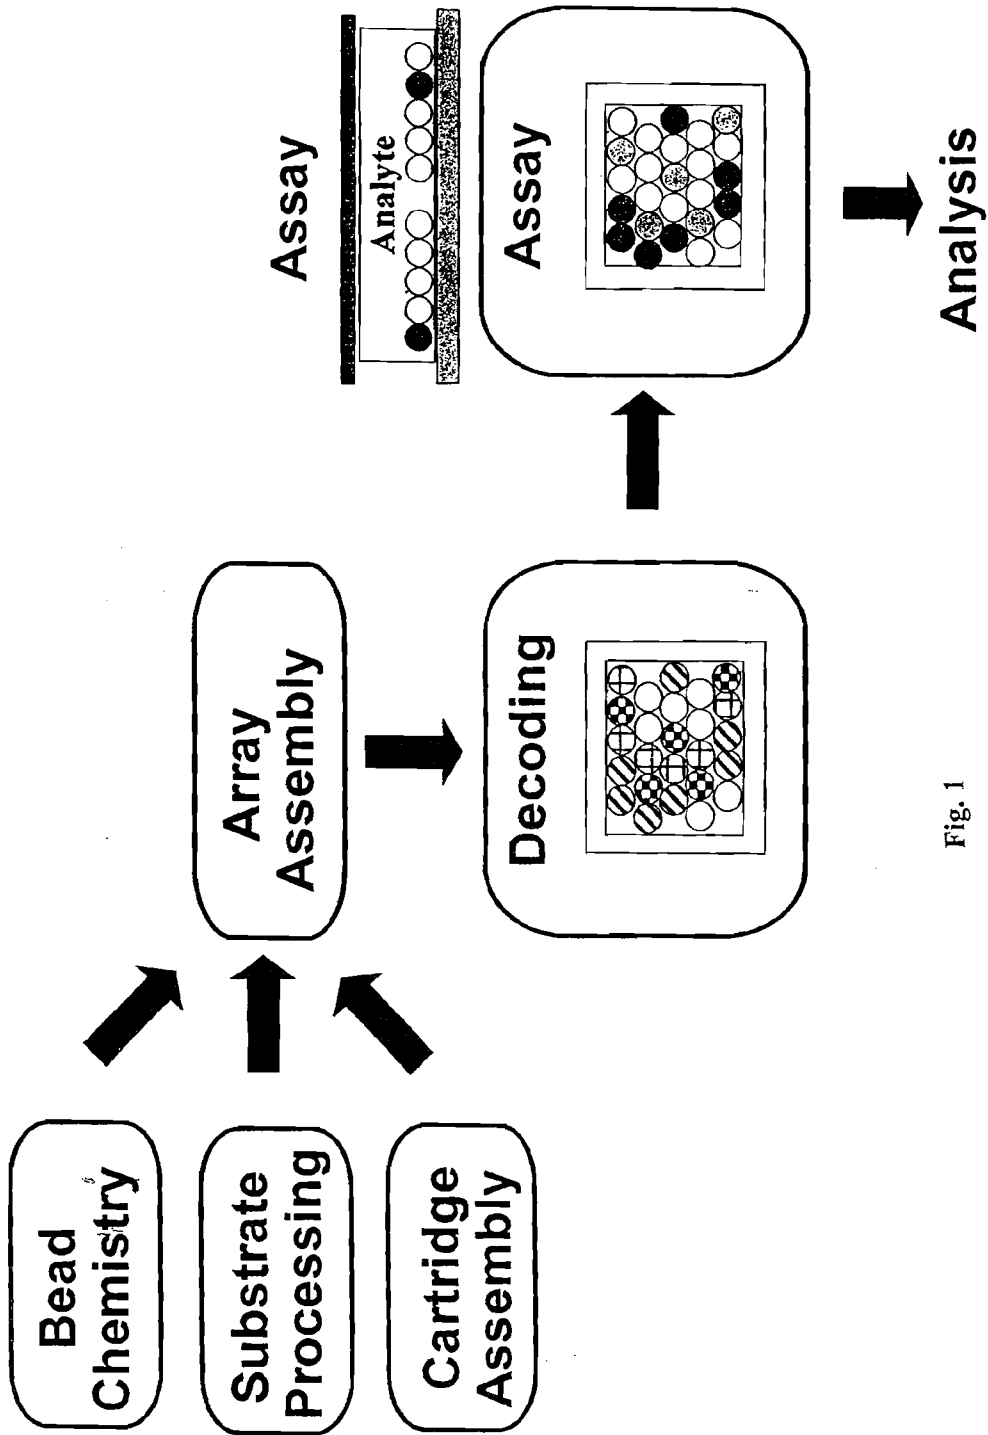 Bead
Chemistry
Substrate
Processing
Cartridge
Assembly
Array
Assembly
Decoding
Assay
Analyte
Assay
Analysis
Fig. 1